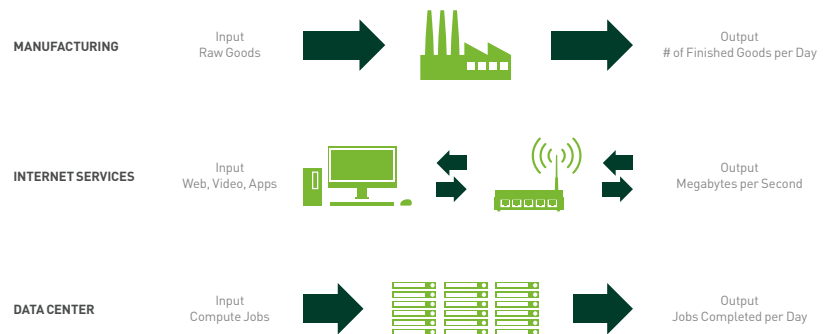 MANUFACTURING
Input
Raw Goods
Output
# of Finished Goods per Day
INTERNET SERVICES
Input
Web, Video, Apps
Output
Megabytes per Second
DATA CENTER
Input
Compute Jobs
Output
Jobs Completed per Day